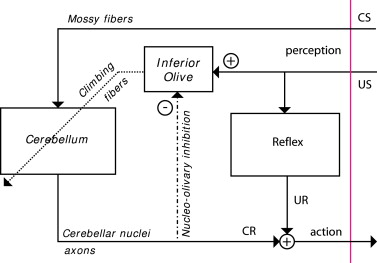 Mossy fibers
CS
perception
US
Inferior
Olive
+
Climbing
fibers
-
Cerebellum
Nucleo-olivary inhibition
Reflex
UR
Cerebellar nuclei
axons
CR
+
action